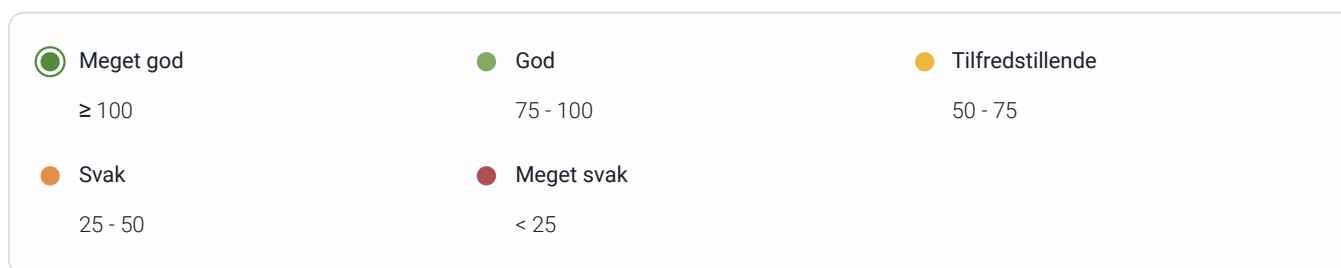 Meget god
God
Tilfredstillende
≥ 100
75 - 100
50 - 75
Svak
Meget svak
25 - 50
< 25